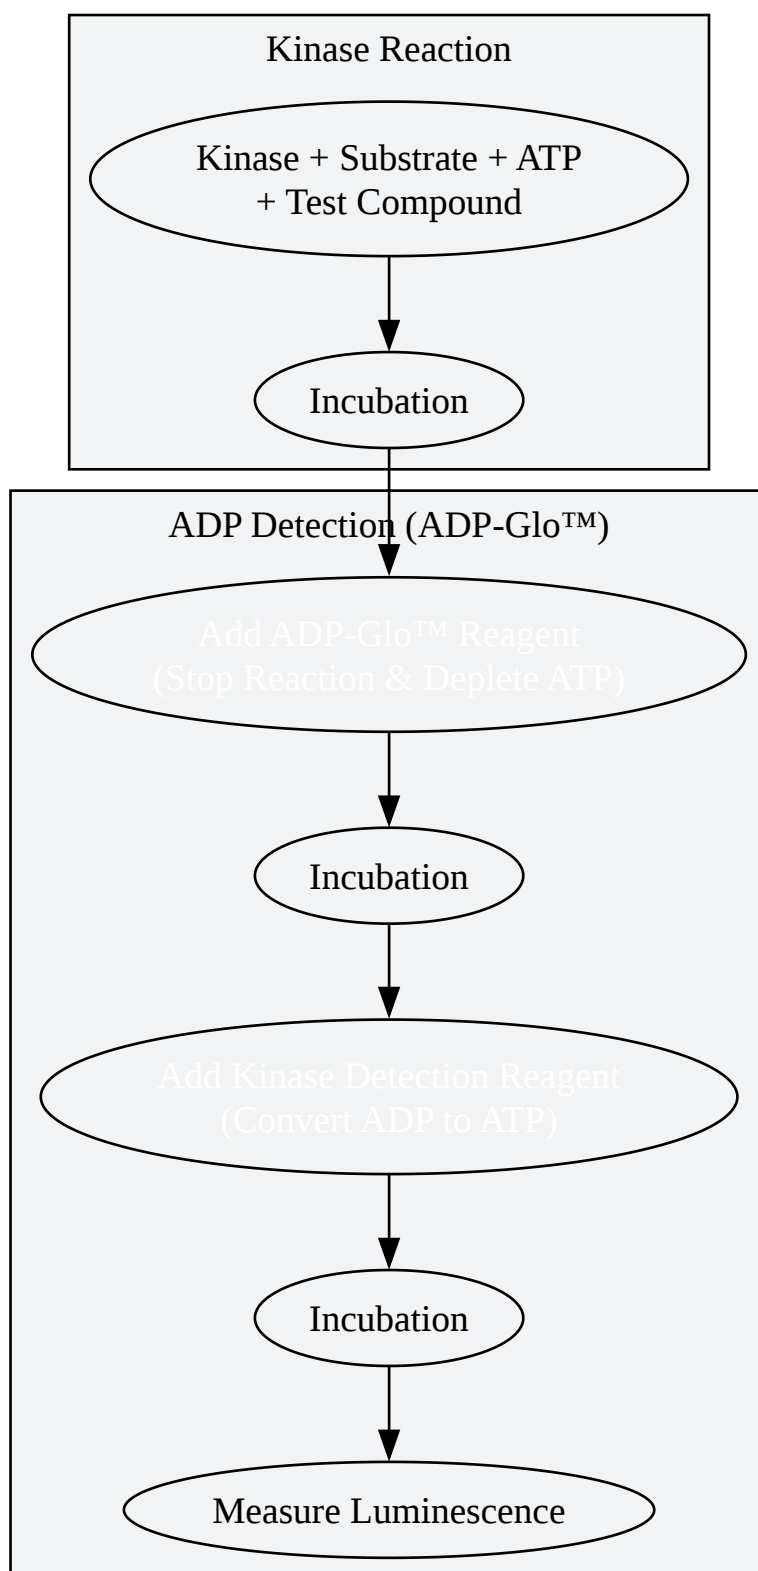 Kinase Reaction
Kinase + Substrate + ATP
+ Test Compound
Incubation
ADP Detection (ADP-Glo™)
Add ADP-Glo™ Reagent
(Stop Reaction & Deplete ATP)
Incubation
Add Kinase Detection Reagent
(Convert ADP to ATP)
Incubation
Measure Luminescence